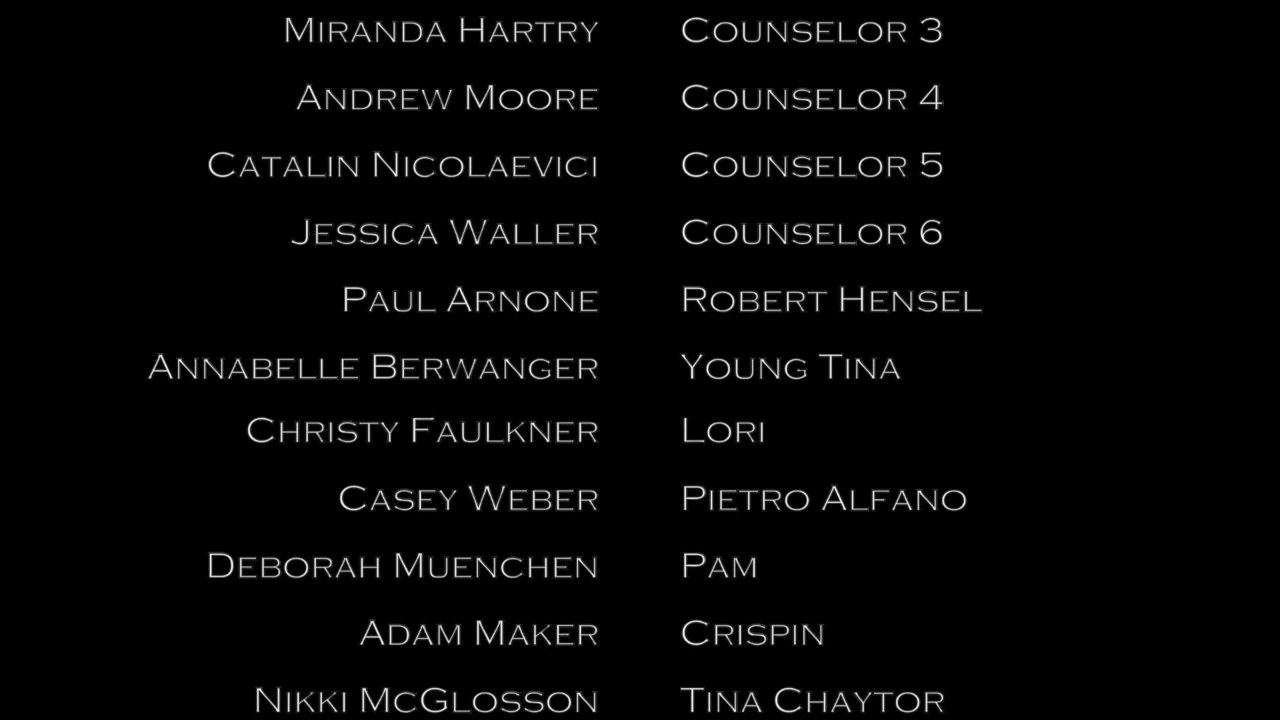 Miranda Hartry Counselor 3
Andrew Moore Counselor 4
Catalin Nicolaevici Counselor 5
Jessica Waller Counselor 6
Paul Arnone Robert Hensel
Annabelle Berwanger Young Tina
Christy Faulkner Lori
Casey Weber Pietro Alfano
Deborah Muenchen Pam
Adam Maker Crispin
Nikki McGlosson Tina Chaytor